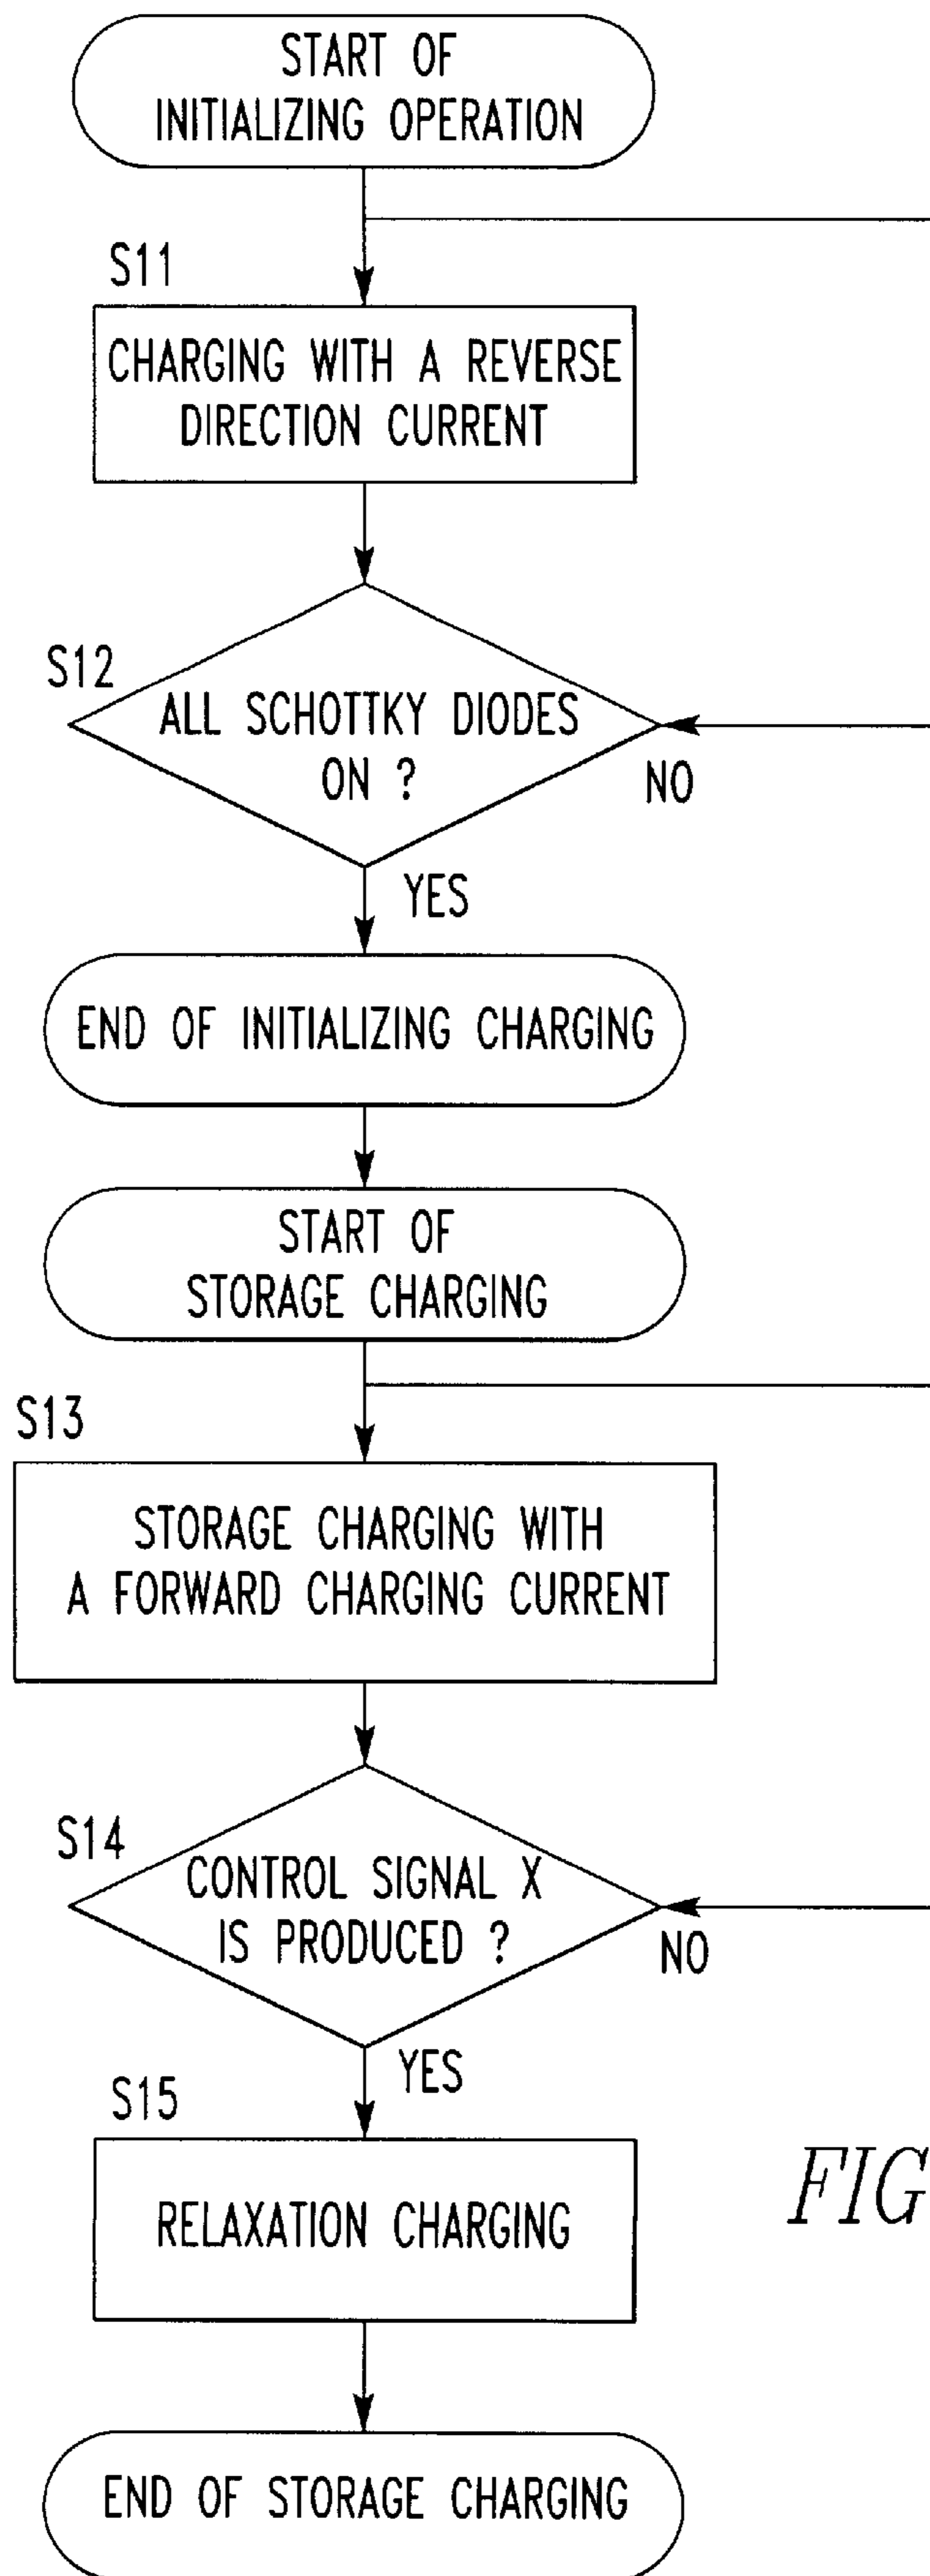 START OF
INITIALIZING OPERATION
S11
CHARGING WITH A REVERSE
DIRECTION CURRENT
S12
ALL SCHOTTKY DIODES
ON ?
NO
YES
END OF INITIALIZING CHARGING
START OF
STORAGE CHARGING
S13
STORAGE CHARGING WITH
A FORWARD CHARGING CURRENT
S14
CONTROL SIGNAL X
IS PRODUCED ?
NO
YES
S15
RELAXATION CHARGING
FIG
END OF STORAGE CHARGING